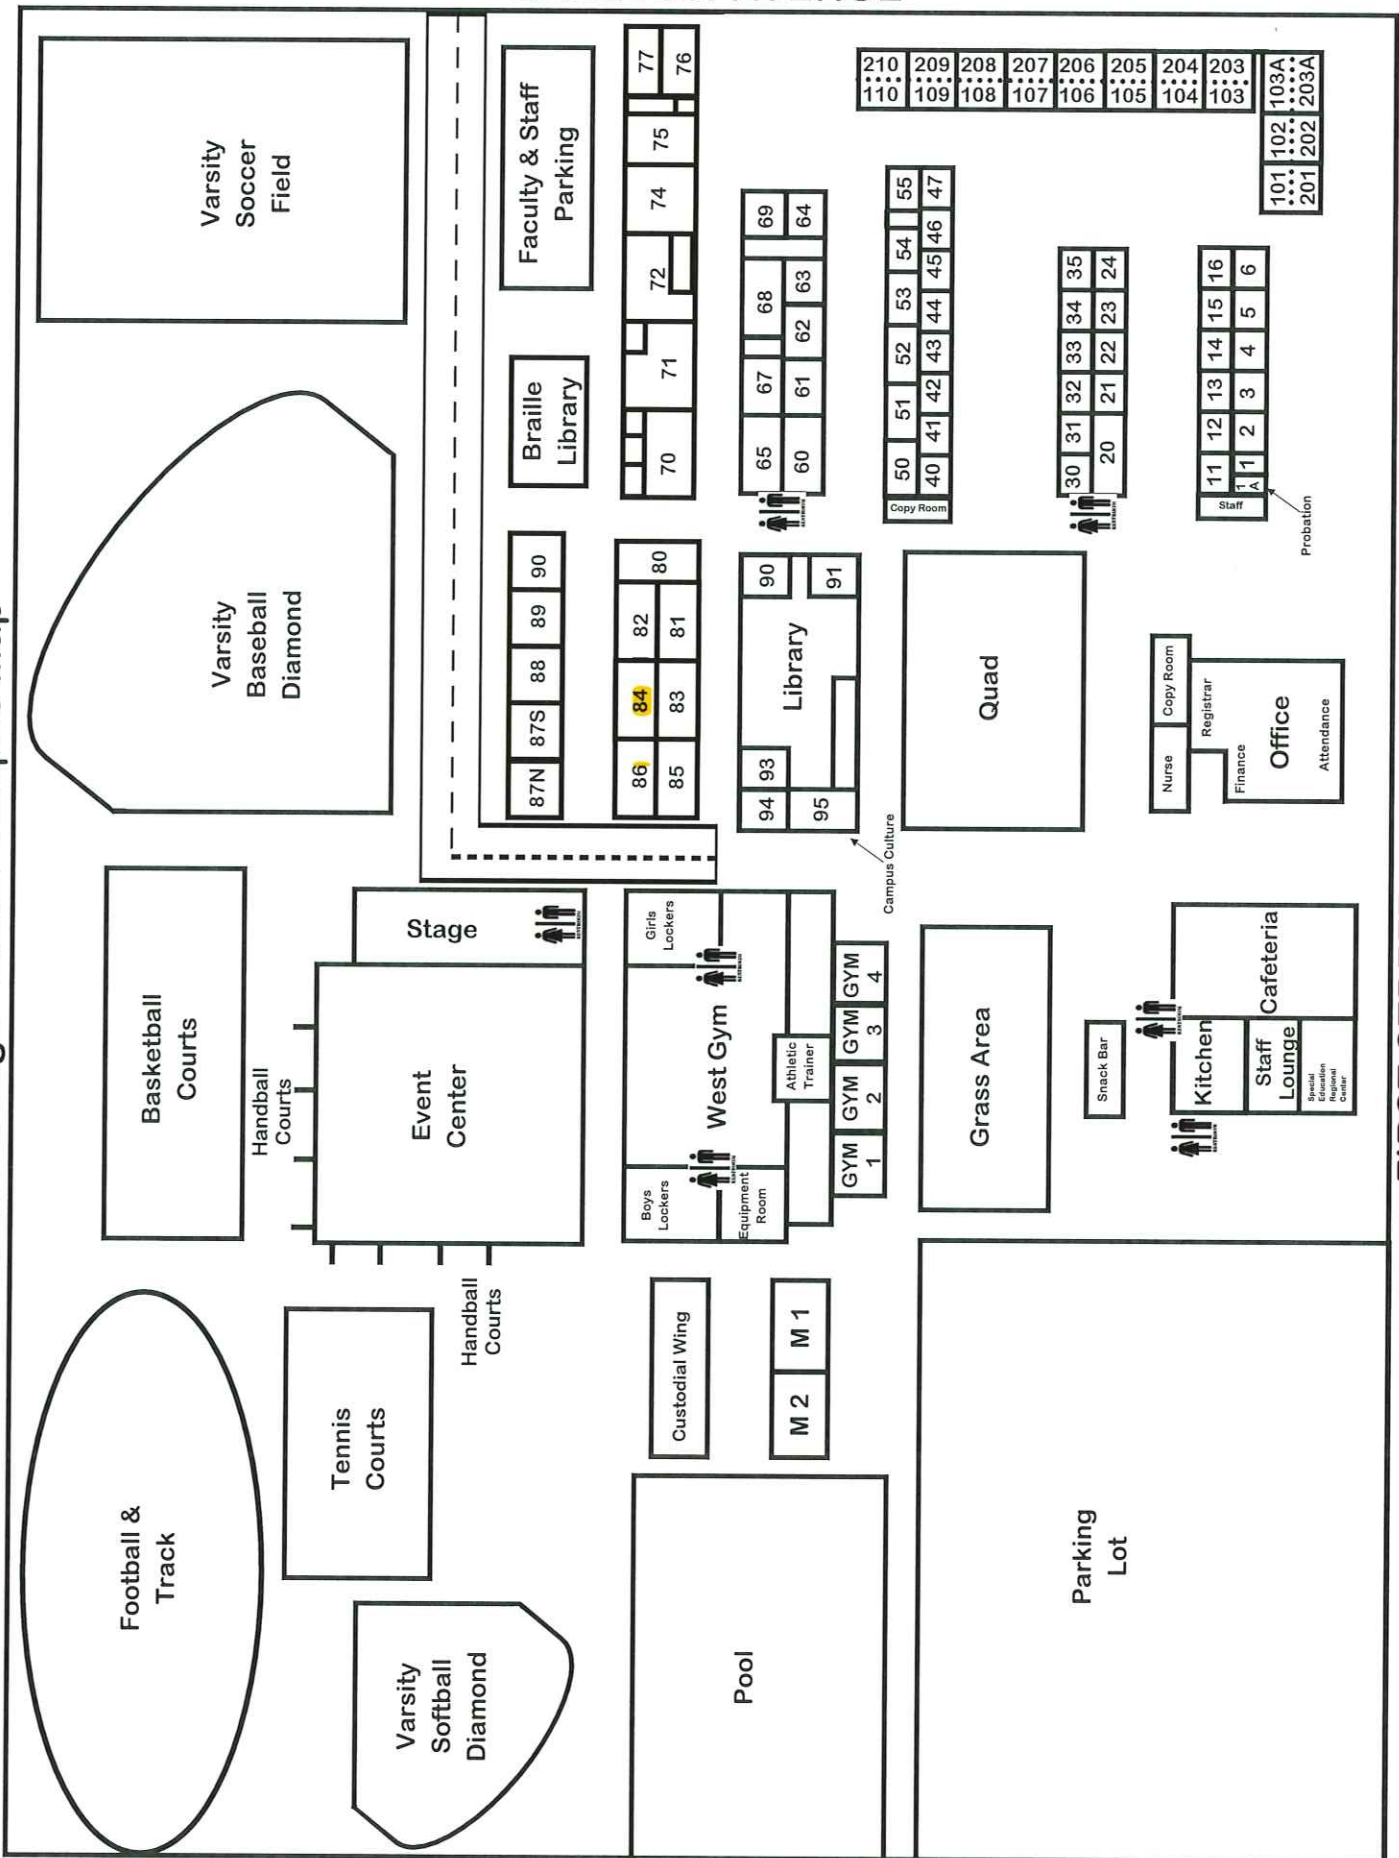 Football &
Track
Basketball
Courts
Varsity
Baseball
Diamond
Varsity
Soccer
Field
Handball
Courts
Tennis
Courts
Varsity
Softball
Diamond
Handball
Courts
Event
Center
Stage
87N 87S 88 89 90
Braille
Library
Faculty & Staff
Parking
86 84 82 80
85 83 81
70 71 72 74 75 77
76
Custodial Wing
Boys
Lockers
Girls
Lockers
West Gym
Equipment
Room
Athletic
Trainer
GYM
1
GYM
2
GYM
3
GYM
4
Pool
M 2 M 1
94 93 90
Library
95 91
Campus Culture
65 67 68 69
60 61 62 63 64
Copy Room
50 51 52 53 54 55
40 41 42 43 44 45 46 47
210 209 208 207 206 205 204 203
110 109 108 107 106 105 104 103
Grass Area
Quad
Parking
Lot
30 31 32 33 34 35
20 21 22 23 24
Snack Bar
Nurse Copy Room
Registrar
Finance
Office
Attendance
Kitchen
Cafeteria
Staff
Lounge
Special
Education
Regional
Center
Staff
11 12 13 14 15 16
1
A
1 2 3 4 5 6
Probation
101 102 103A
201 202 203A